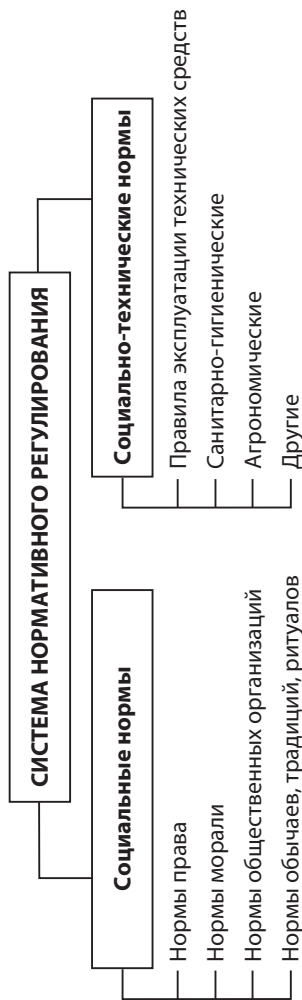 СИСТЕМА НОРМАТИВНОГО РЕГУЛИРОВАНИЯ
Социальные нормы
Нормы права
Нормы морали
Нормы общественных организаций
Нормы обычаев, традиций, ритуалов
Социально-технические нормы
Правила эксплуатации технических средств
Санитарно-гигиенические
Агрономические
Другие